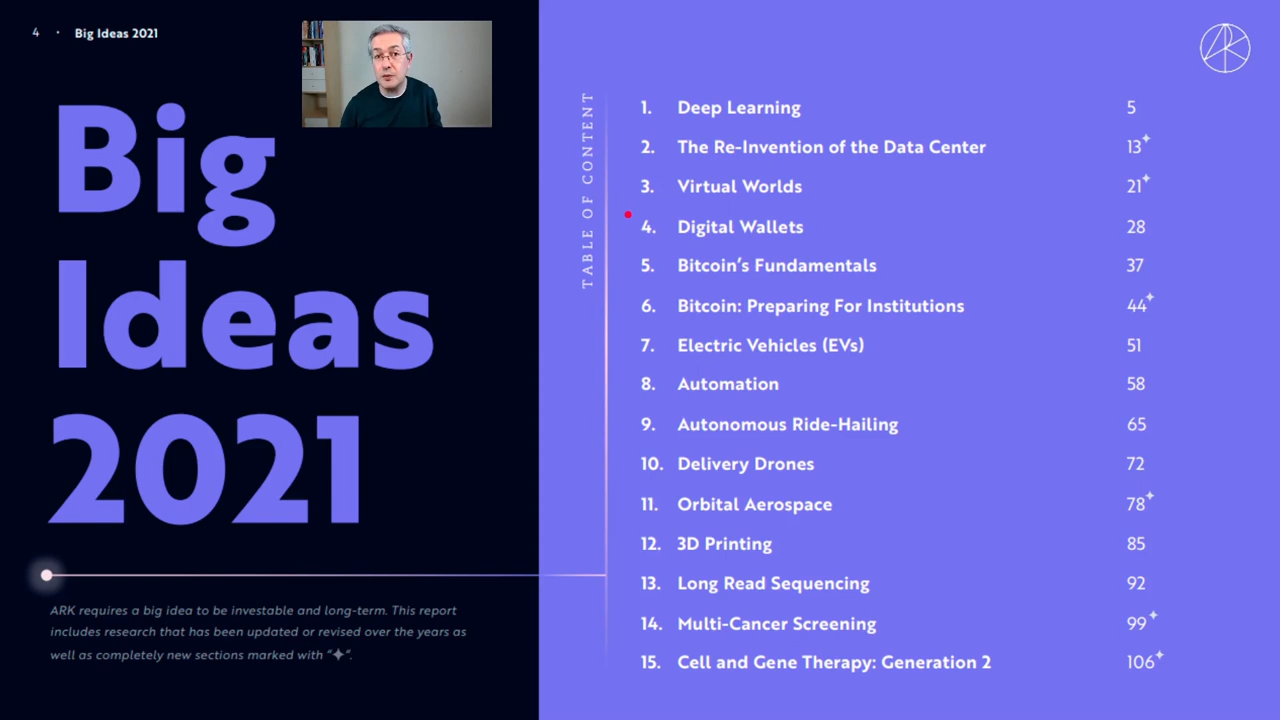 4 • Big Ideas 2021
Big
Ideas
2021
ARK requires a big idea to be investable and long-term. This report
includes research that has been updated or revised over the years as
well as completely new sections marked with “✦”.
ARK
TABLE OF CONTENT
1. Deep Learning 5
2. The Re-Invention of the Data Center 13✦
3. Virtual Worlds 21✦
4. Digital Wallets 28
5. Bitcoin’s Fundamentals 37
6. Bitcoin: Preparing For Institutions 44✦
7. Electric Vehicles (EVs) 51
8. Automation 58
9. Autonomous Ride-Hailing 65
10. Delivery Drones 72
11. Orbital Aerospace 78✦
12. 3D Printing 85
13. Long Read Sequencing 92
14. Multi-Cancer Screening 99✦
15. Cell and Gene Therapy: Generation 2 106✦